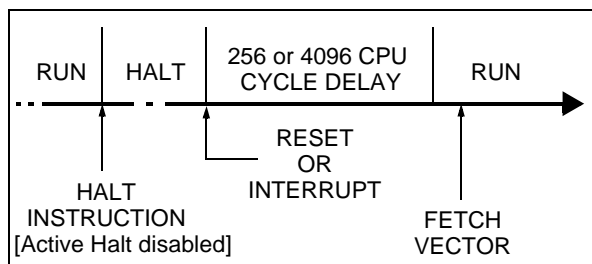 RUN
HALT
256 or 4096 CPU
CYCLE DELAY
RUN
HALT
INSTRUCTION
[Active Halt disabled]
RESET
OR
INTERRUPT
FETCH
VECTOR